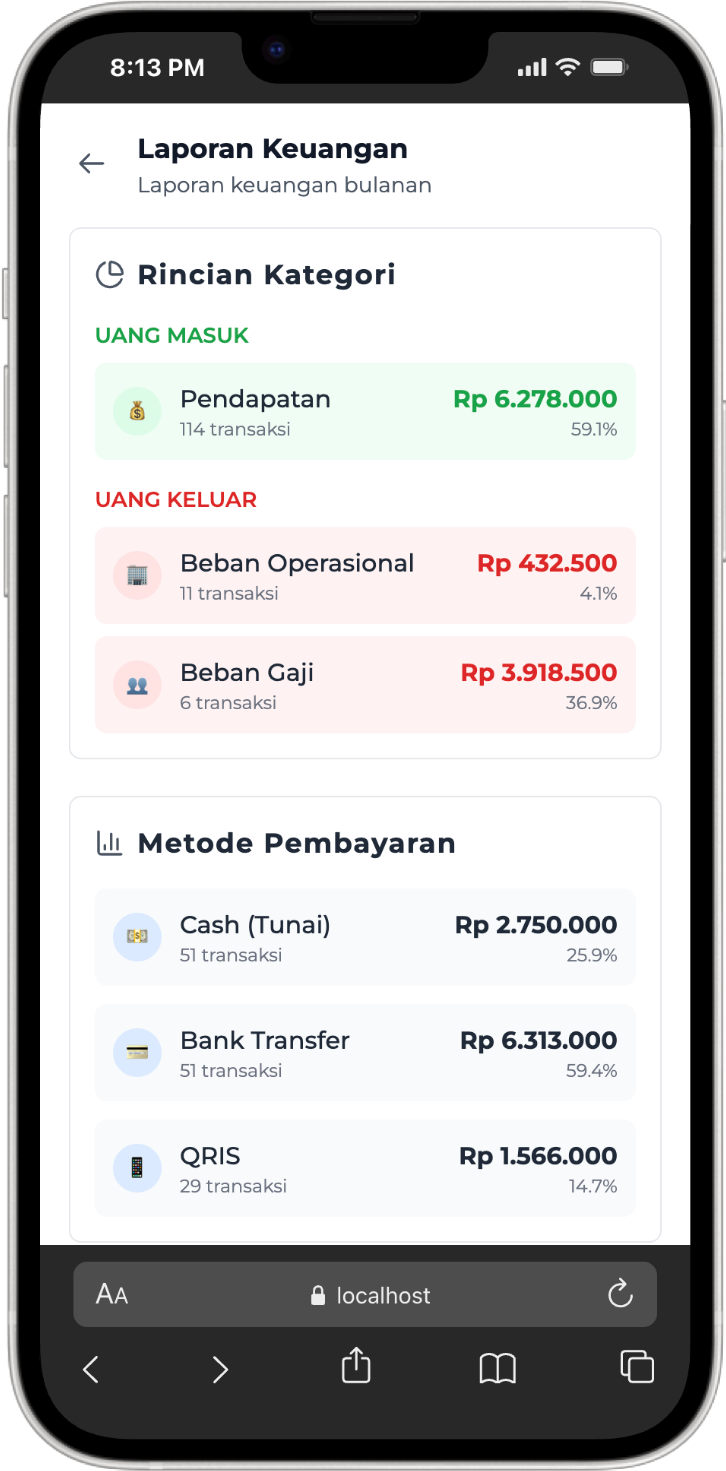 8:13 PM
Laporan Keuangan
Laporan keuangan bulanan
Rincian Kategori
UANG MASUK
Pendapatan
Rp 6.278.000
114 transaksi
59.1%
UANG KELUAR
Beban Operasional
Rp 432.500
11 transaksi
4.1%
Beban Gaji
Rp 3.918.500
6 transaksi
36.9%
Metode Pembayaran
Cash (Tunai)
Rp 2.750.000
51 transaksi
25.9%
Bank Transfer
Rp 6.313.000
51 transaksi
59.4%
QRIS
Rp 1.566.000
29 transaksi
14.7%
AA
localhost